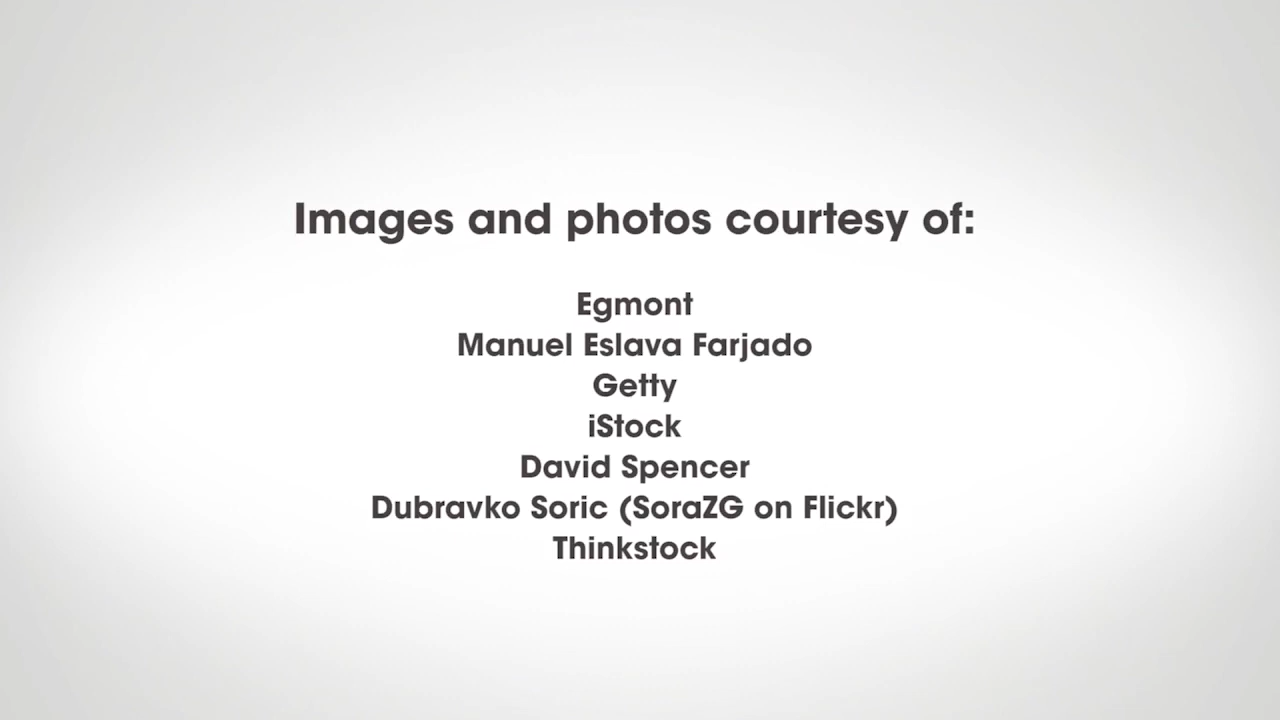 Images and photos courtesy of:
Egmont
Manuel Eslava Farjado
Getty
iStock
David Spencer
Dubravko Soric (SoraZG on Flickr)
Thinkstock